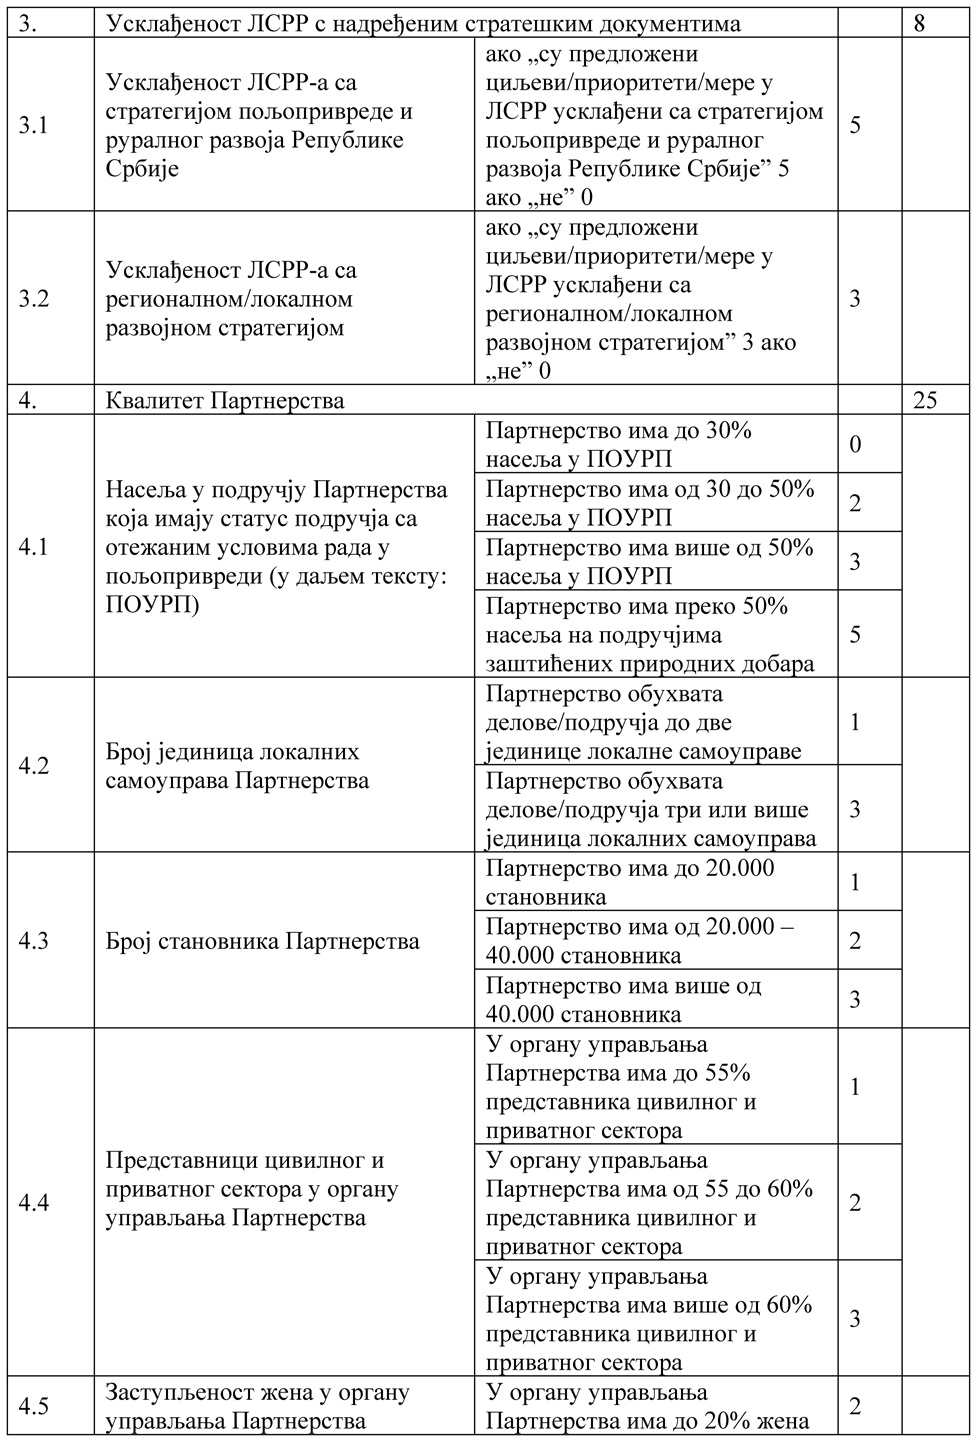 3. Усклађеност ЛСРР с надређеним стратешким документима 8
3.1
Усклађеност ЛСРР-а са
стратегијом пољопривреде и
руралног развоја Републике
Србије
ако „су предложени
циљеви/приоритети/мере у
ЛСРР усклађени са стратегијом
пољопривреде и руралног
развоја Републике Србије” 5
ако „не” 0
5
3.2
Усклађеност ЛСРР-а са
регионалном/локалном
развојном стратегијом
ако „су предложени
циљеви/приоритети/мере у
ЛСРР усклађени са
регионалном/локалном
развојном стратегијом” 3 ако
„не” 0
3
4. Квалитет Партнерства 25
4.1
Насеља у подручју Партнерства
која имају статус подручја са
отежаним условима рада у
пољопривреди (у даљем тексту:
ПОУРП)
Партнерство има до 30%
насеља у ПОУРП
0
Партнерство има од 30 до 50%
насеља у ПОУРП
2
Партнерство има више од 50%
насеља у ПОУРП
3
Партнерство има преко 50%
насеља на подручјима
заштићених природних добара
5
4.2
Број јединица локалних
самоуправа Партнерства
Партнерство обухвата
делове/подручја до две
јединице локалне самоуправе
1
Партнерство обухвата
делове/подручја три или више
јединица локалних самоуправа
3
4.3
Број становника Партнерства
Партнерство има до 20.000
становника
1
Партнерство има од 20.000 –
40.000 становника
2
Партнерство има више од
40.000 становника
3
4.4
Представници цивилног и
приватног сектора у органу
управљања Партнерства
У органу управљања
Партнерства има до 55%
представника цивилног и
приватног сектора
1
У органу управљања
Партнерства има од 55 до 60%
представника цивилног и
приватног сектора
2
У органу управљања
Партнерства има више од 60%
представника цивилног и
приватног сектора
3
4.5
Заступљеност жена у органу
управљања Партнерства
У органу управљања
Партнерства има до 20% жена
2